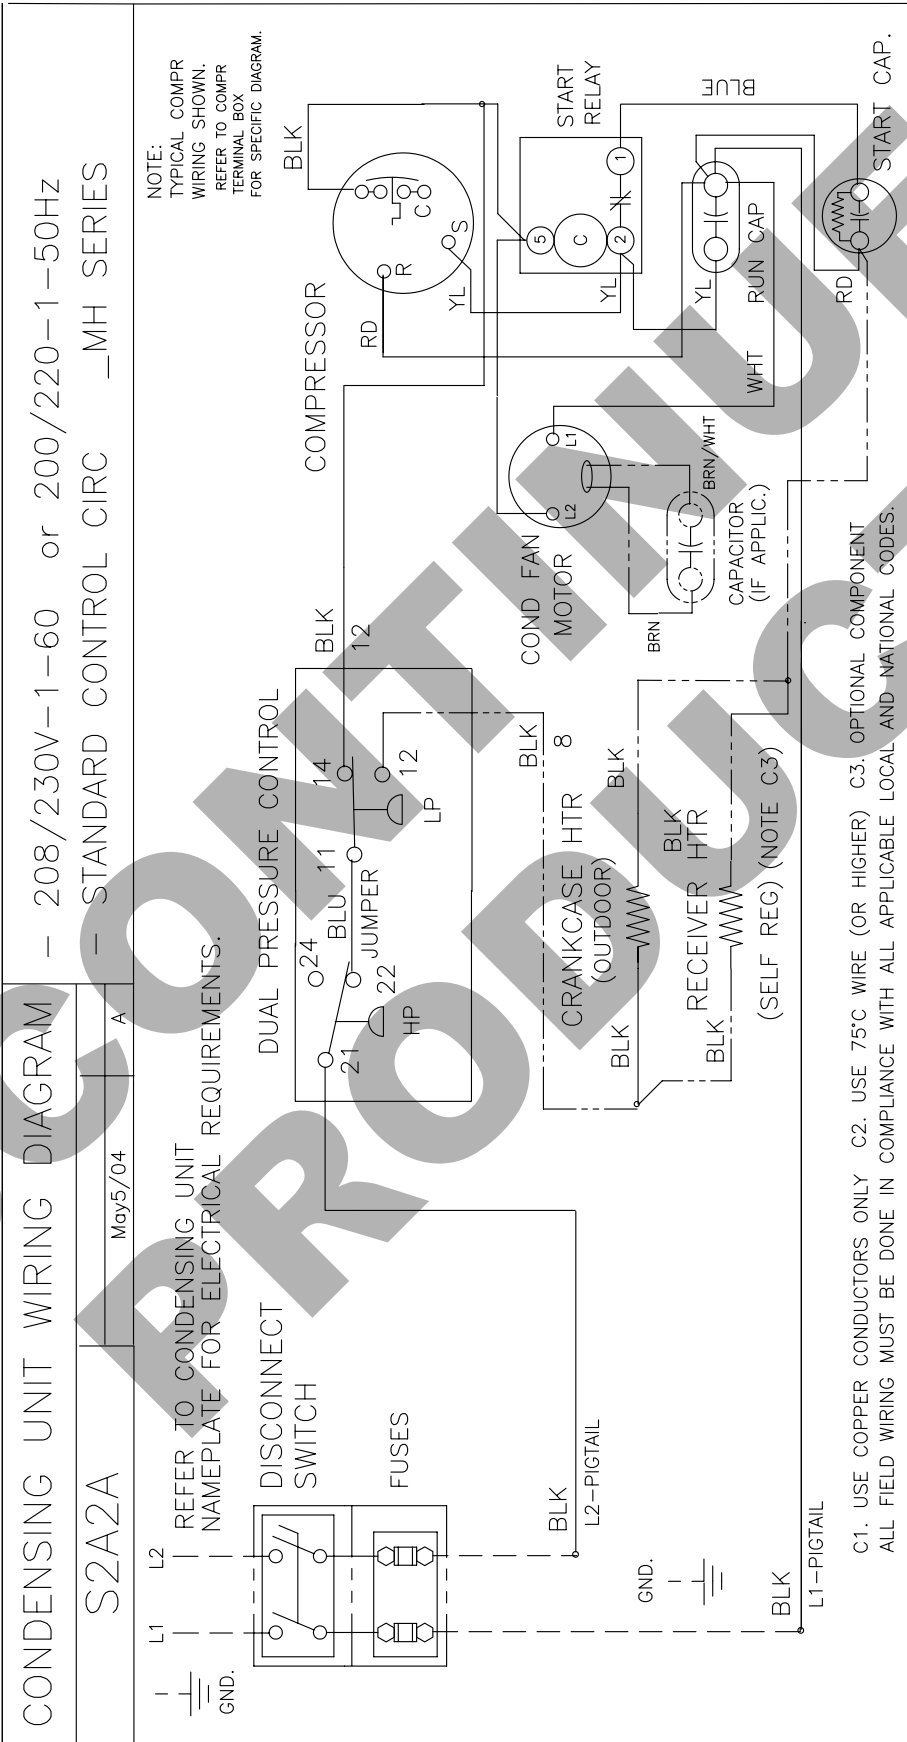 CONDENSING UNIT WIRING DIAGRAM – 208/230V–1–60 or 200/220–1–50Hz
S2A2A
May5/04
A
– STANDARD CONTROL CIRC _MH SERIES
REFER TO CONDENSING UNIT
NAMEPLATE FOR ELECTRICAL REQUIREMENTS.
NOTE:
TYPICAL COMPR
WIRING SHOWN.
REFER TO COMPR
TERMINAL BOX
FOR SPECIFIC DIAGRAM.
L1
L2
GND.
DISCONNECT
SWITCH
FUSES
BLK
L2–PIGTAIL
GND.
BLK
L1–PIGTAIL
DUAL PRESSURE CONTROL
21
HP
22
24
BLU
JUMPER
11
14
LP
12
BLK
12
BLK
8
CRANKCASE HTR
(OUTDOOR)
BLK
BLK
RECEIVER HTR
BLK
BLK
(SELF REG) (NOTE C3)
COMPRESSOR
BLK
C
S
R
RD
YL
START
RELAY
5
C
2
1
YL
BLUE
YL
RUN CAP
RD
START CAP.
WHT
COND FAN
MOTOR
L1
L2
BRN/WHT
BRN
CAPACITOR
(IF APPLIC.)
C1. USE COPPER CONDUCTORS ONLY C2. USE 75°C WIRE (OR HIGHER) C3. OPTIONAL COMPONENT
ALL FIELD WIRING MUST BE DONE IN COMPLIANCE WITH ALL APPLICABLE LOCAL AND NATIONAL CODES.